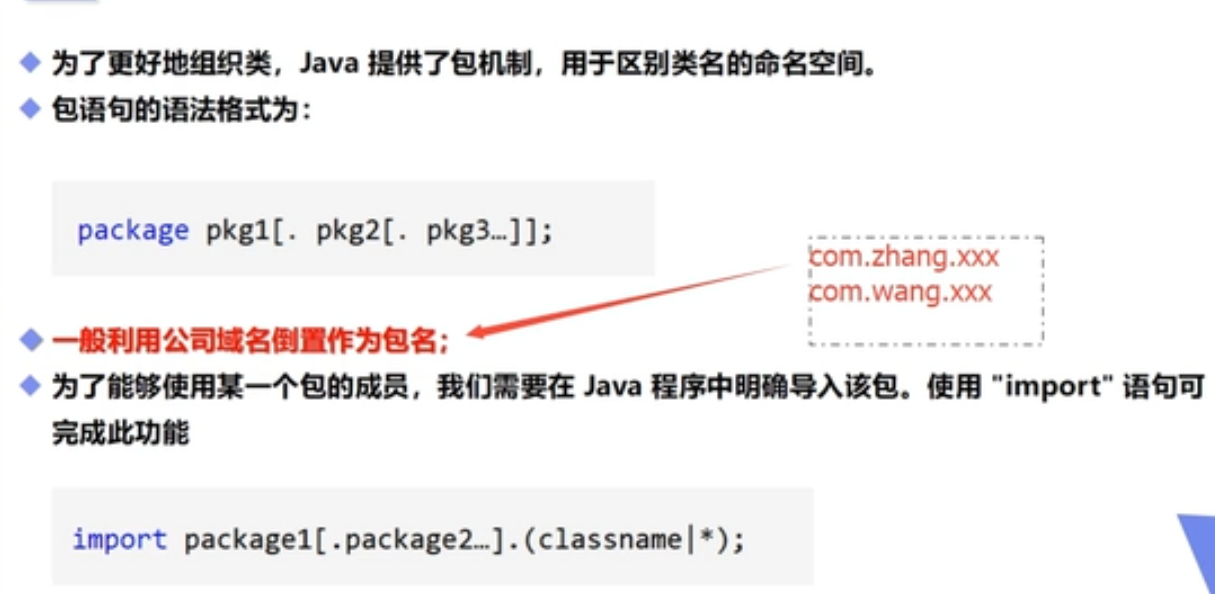 为了更好地组织类，Java 提供了包机制，用于区别类名的命名空间。
包语句的语法格式为：
package pkg1[. pkg2[. pkg3…]];
com.zhang.xxx
com.wang.xxx
一般利用公司域名倒置作为包名；
为了能够使用某一个包的成员，我们需要在 Java 程序中明确导入该包。使用 "import" 语句可
完成此功能
import package1[.package2…].(classname|*);